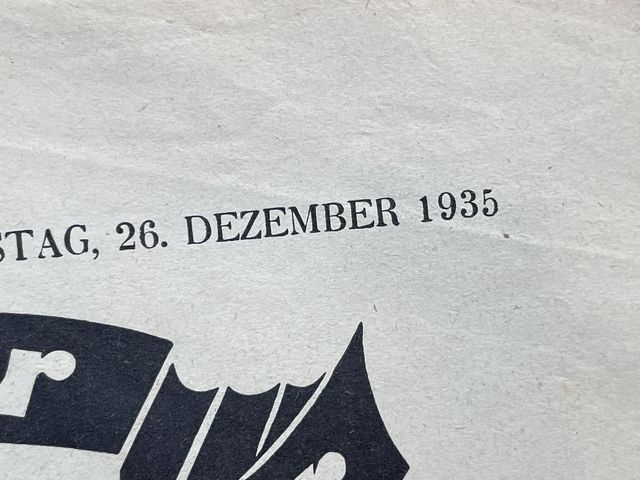 STAG, 26. DEZEMBER 1935
r